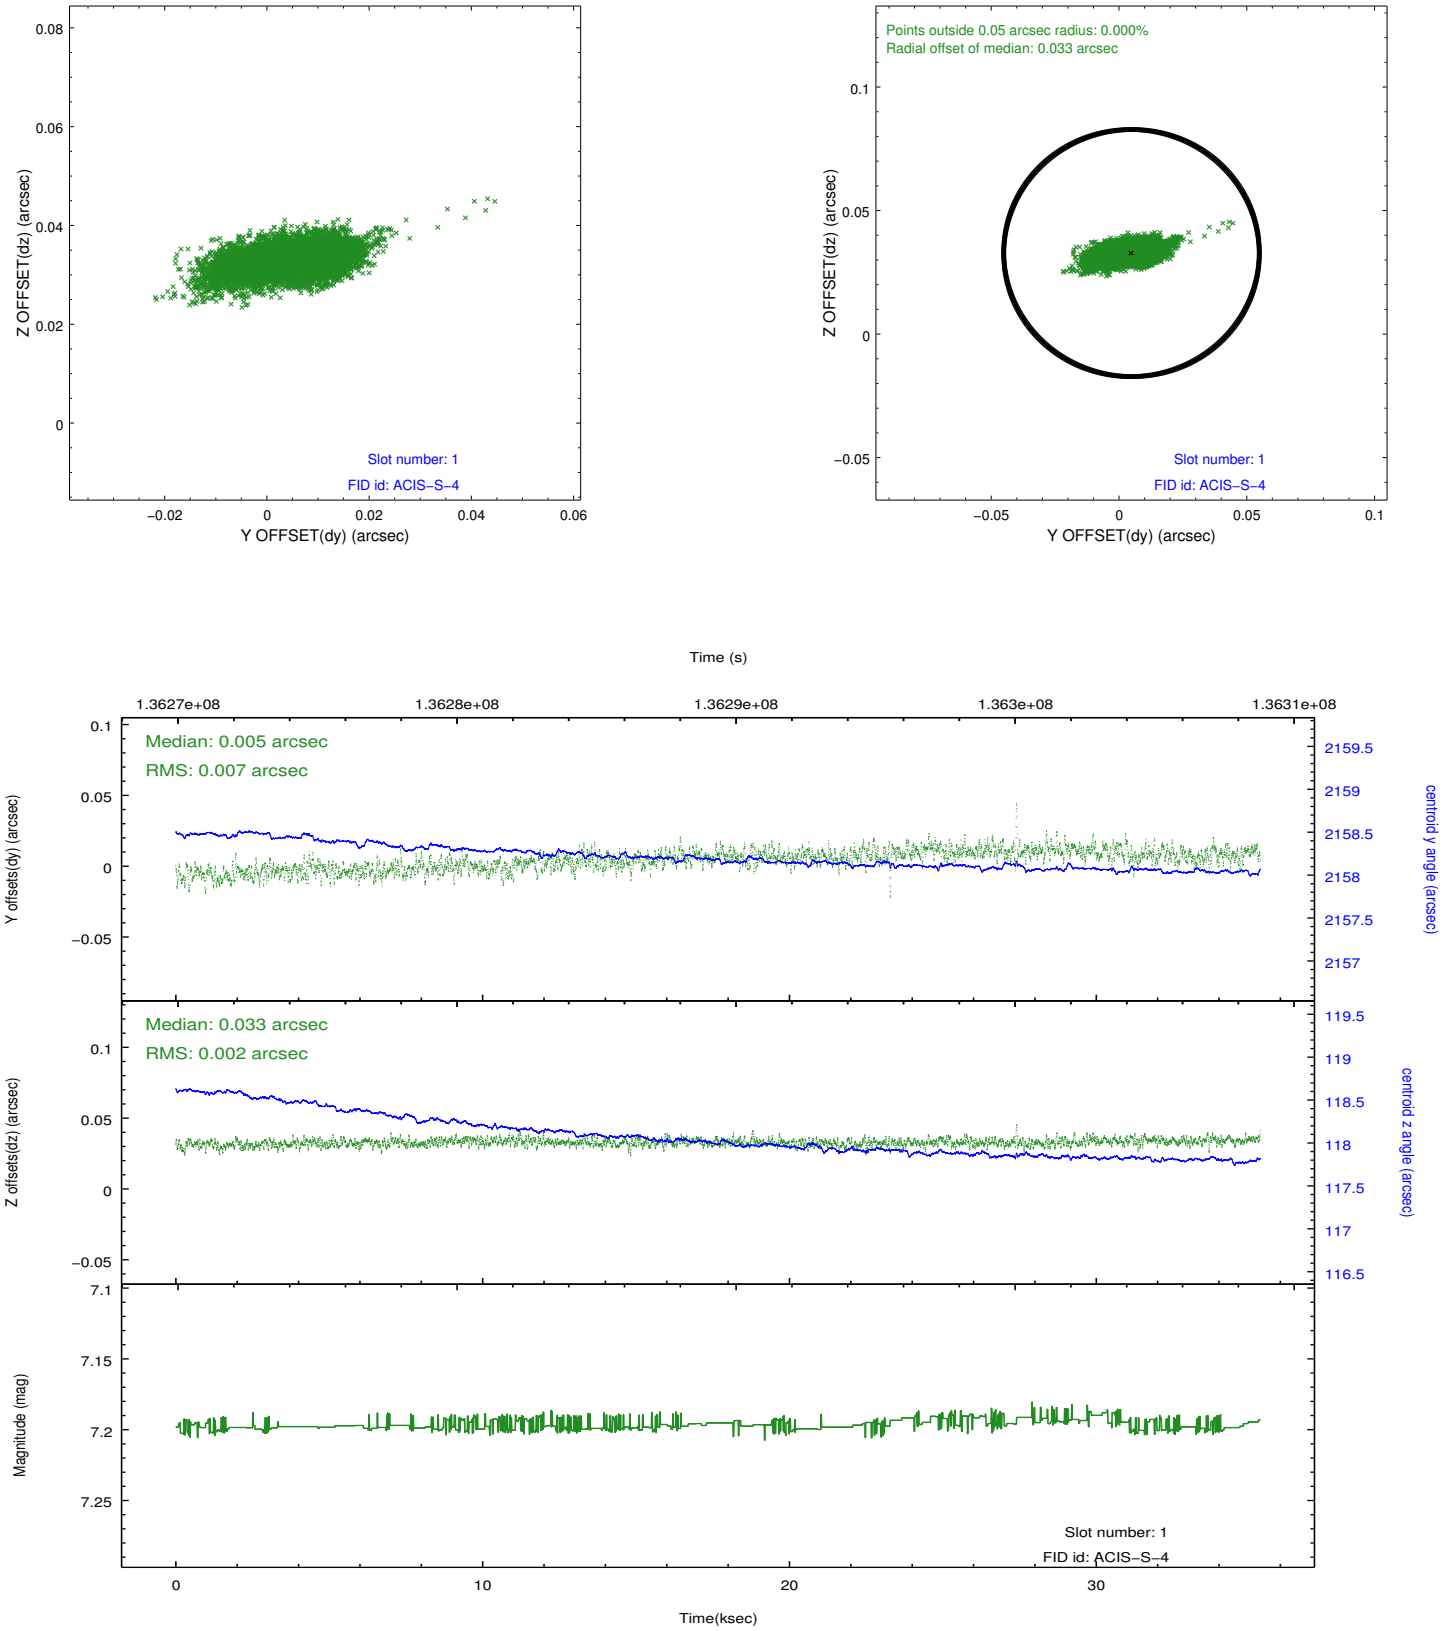 0.08
0.06
0.04
0.02
0
Z OFFSET(dz) (arcsec)
Slot number: 1
FID id: ACIS−S−4
−0.02 0 0.02 0.04 0.06
Y OFFSET(dy) (arcsec)
Points outside 0.05 arcsec radius: 0.000%
Radial offset of median: 0.033 arcsec
0.1
0.05
0
−0.05
Z OFFSET(dz) (arcsec)
Slot number: 1
FID id: ACIS−S−4
−0.05 0 0.05 0.1
Y OFFSET(dy) (arcsec)
Time (s)
1.3627e+08 1.3628e+08 1.3629e+08 1.363e+08 1.3631e+08
Median: 0.005 arcsec
RMS: 0.007 arcsec
0.1
0.05
0
−0.05
Y offsets(dy) (arcsec)
2159.5
2159
2158.5
2158
2157.5
2157
centroid y angle (arcsec)
Median: 0.033 arcsec
RMS: 0.002 arcsec
0.1
0.05
0
−0.05
Z offsets(dz) (arcsec)
119.5
119
118.5
118
117.5
117
116.5
centroid z angle (arcsec)
7.1
7.15
7.2
7.25
Magnitude (mag)
Slot number: 1
FID id: ACIS−S−4
0 10 20 30
Time(ksec)